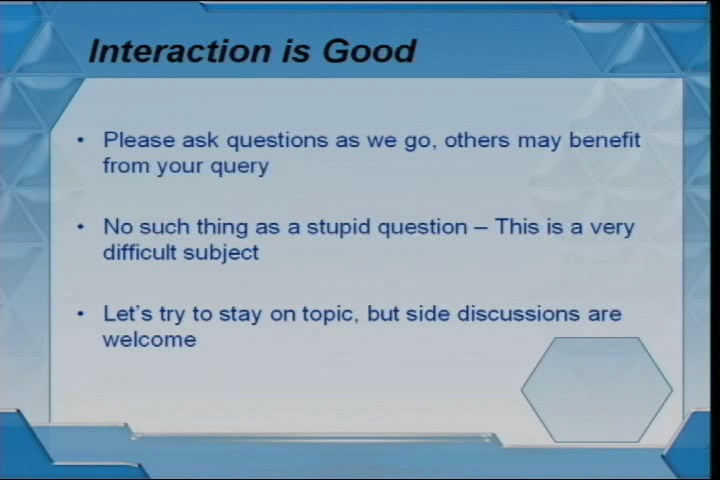 Interaction is Good
• Please ask questions as we go, others may benefit
from your query
• No such thing as a stupid question – This is a very
difficult subject
• Let's try to stay on topic, but side discussions are
welcome